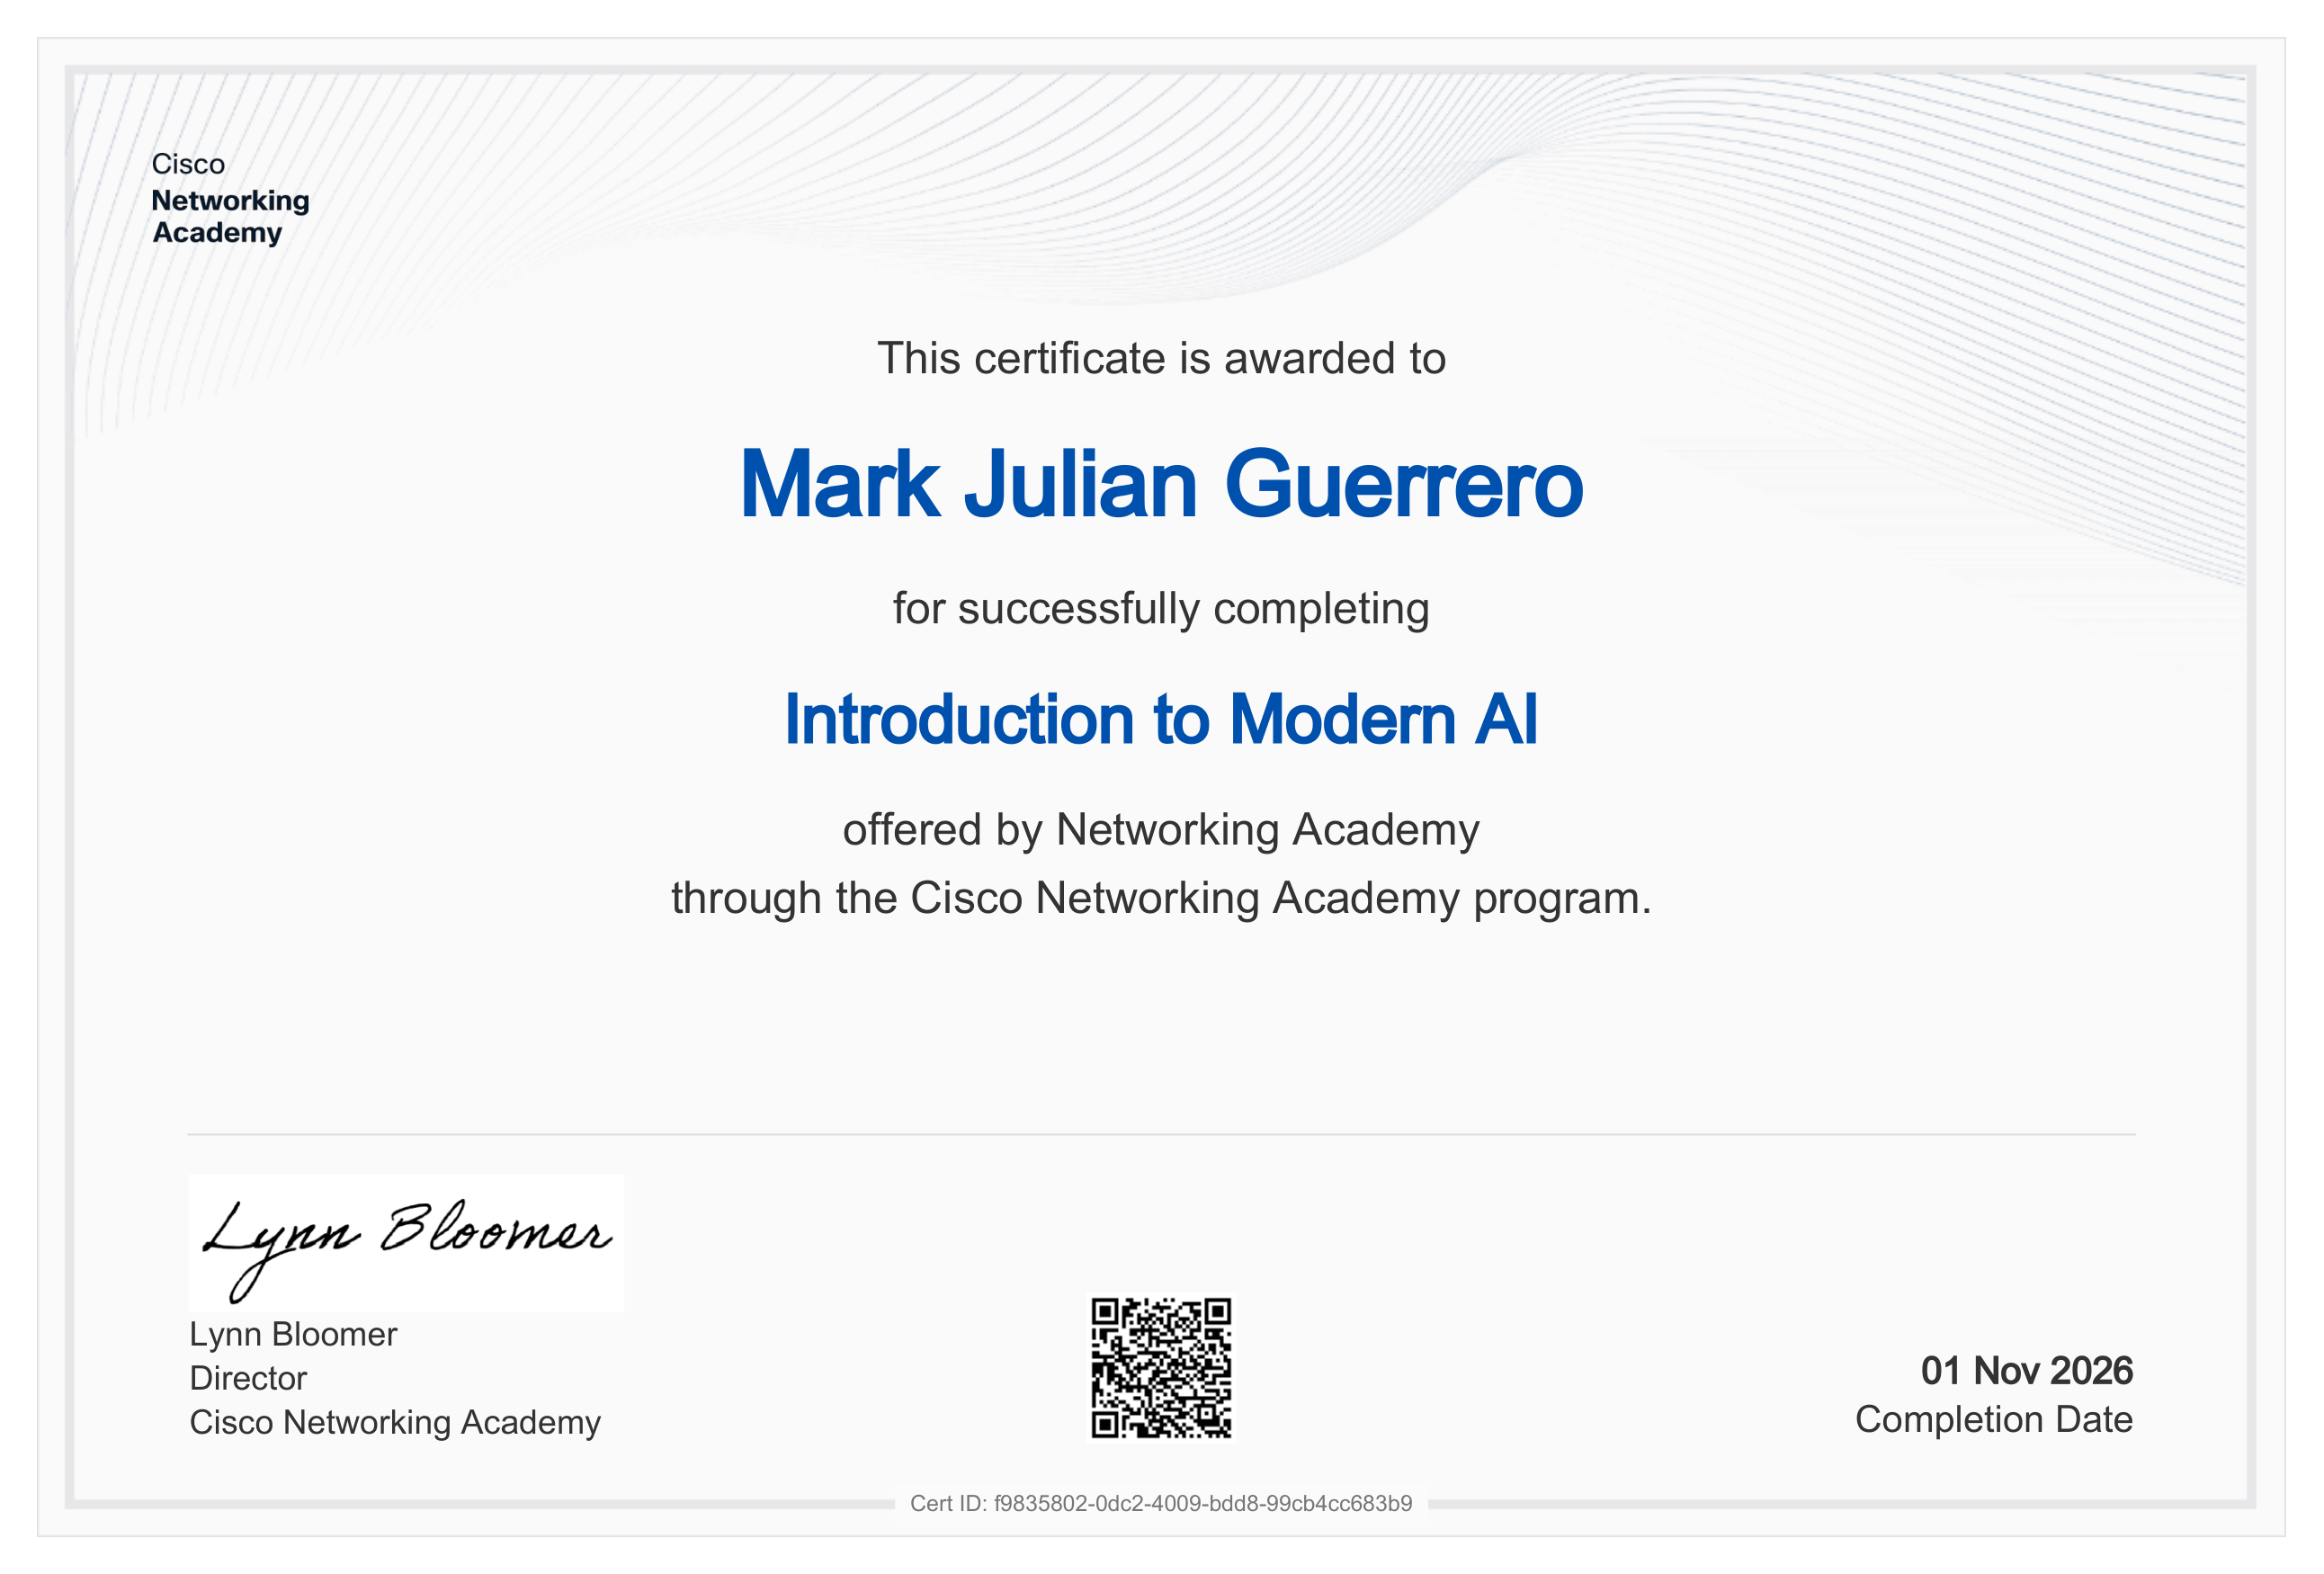 Cisco
Networking
Academy
This certificate is awarded to
Mark Julian Guerrero
for successfully completing
Introduction to Modern AI
offered by Networking Academy
through the Cisco Networking Academy program.
Lynn Bloomer
Lynn Bloomer
Director
Cisco Networking Academy
01 Nov 2026
Completion Date
Cert ID: f9835802-0dc2-4009-bdd8-99cb4cc683b9